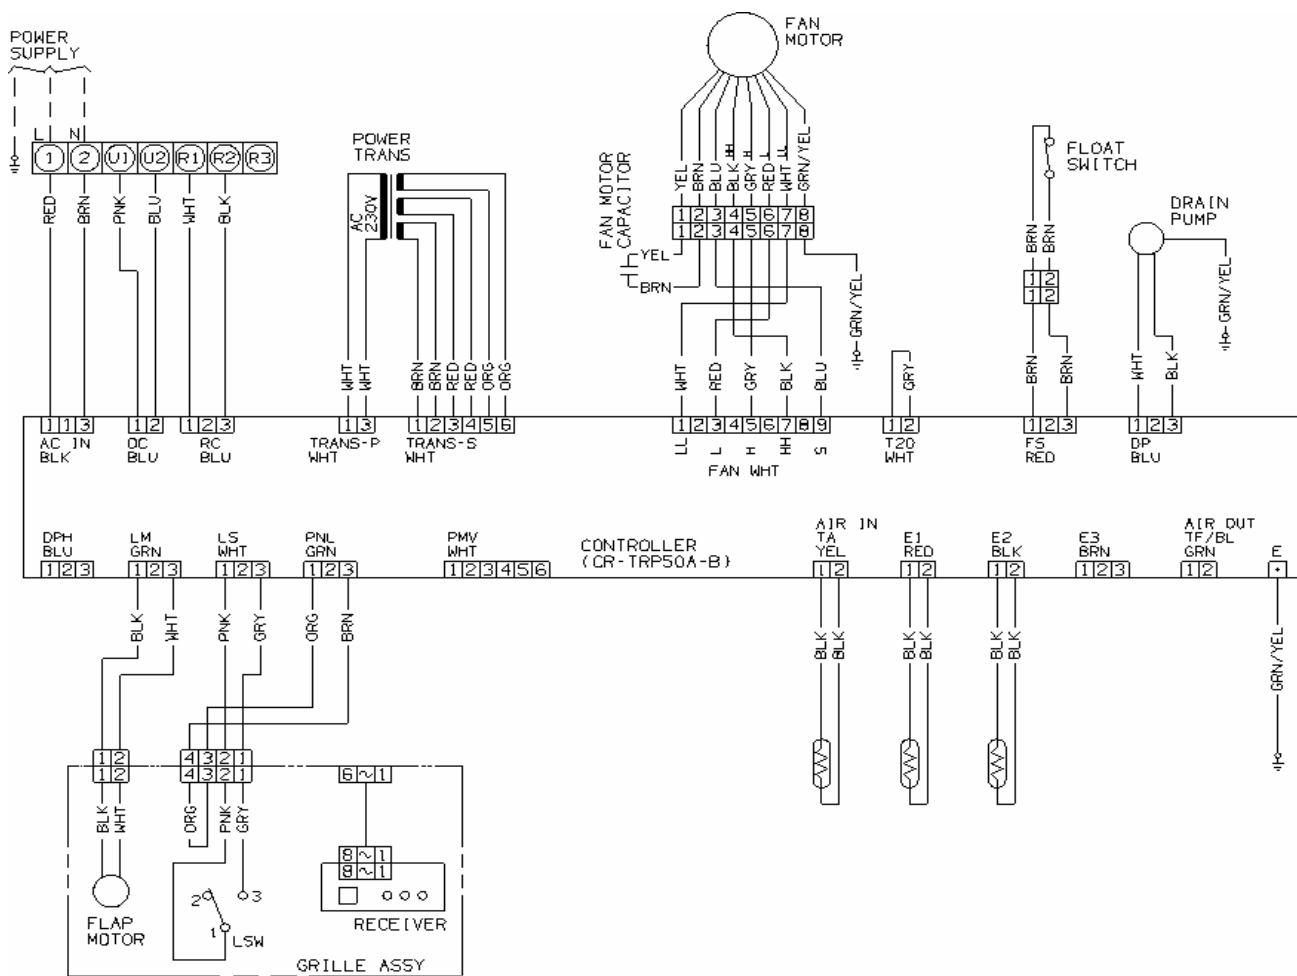 POWER
SUPPLY
L N
1 2 U1 U2 R1 R2 R3
RED BRN PNK BLU WHT BLK
POWER
TRANS
AC
230V
WHT WHT BRN BRN RED RED ORG ORG
FAN
MOTOR
HH H L LL
YEL BRN BLU BLK GRY RED WHT GRN/YEL
1 2 3 4 5 6 7 8
1 2 3 4 5 6 7 8
FAN MOTOR
CAPACITOR
YEL
BRN
GRN/YEL
WHT RED GRY BLK BLU
GRY
FLOAT
SWITCH
BRN BRN
1 2
1 2
BRN BRN
DRAIN
PUMP
GRN/YEL
WHT BLK
1 1 3
AC IN
BLK
1 2
OC
BLU
1 2 3
RC
BLU
1 3
TRANS-P
WHT
1 2 3 4 5 6
TRANS-S
WHT
1 2 3 4 5 6 7 8 9
LL L H HH S
FAN WHT
1 2
T20
WHT
1 2 3
FS
RED
1 2 3
DP
BLU
DPH
BLU
1 2 3
LM
GRN
1 2 3
LS
WHT
1 2 3
PNL
GRN
1 2 3
PMV
WHT
1 2 3 4 5 6
CONTROLLER
(CR-TRP50A-B)
AIR IN
TA
YEL
1 2
E1
RED
1 2
E2
BLK
1 2
E3
BRN
1 2 3
AIR OUT
TF/BL
GRN
1 2
E
BLK WHT PNK GRY ORG BRN
BLK BLK BLK BLK BLK BLK
GRN/YEL
1 2
1 2
4 3 2 1
4 3 2 1
6 ~ 1
BLK WHT ORG PNK GRY
8 ~ 1
8 ~ 1
2 3
1
LSW
FLAP
MOTOR
RECEIVER
GRILLE ASSY